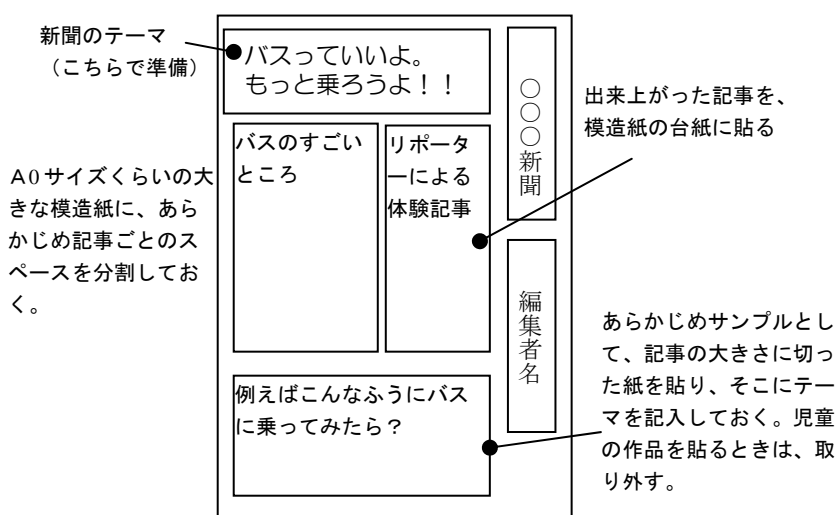 新聞のテーマ
（こちらで準備）
バスっていいよ。
もっと乗ろうよ！！
〇〇〇新聞
出来上がった記事を、
模造紙の台紙に貼る
バスのすごい
ところ
リポータ
ーによる
体験記事
Ａ0サイズくらいの大
きな模造紙に、あら
かじめ記事ごとのス
ペースを分割してお
く。
編集者名
あらかじめサンプルとし
て、記事の大きさに切っ
た紙を貼り、そこにテー
マを記入しておく。児童
の作品を貼るときは、取
り外す。
例えばこんなふうにバス
に乗ってみたら？